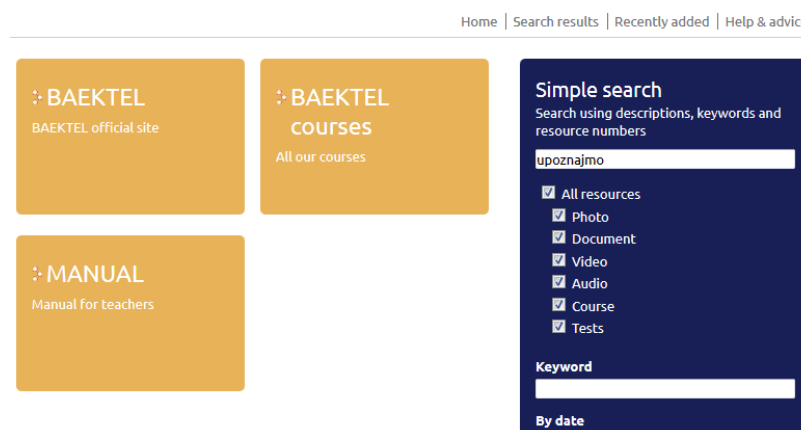 Home | Search results | Recently added | Help & advic
BAEKTEL
BAEKTEL official site
BAEKTEL
courses
All our courses
MANUAL
Manual for teachers
Simple search
Search using descriptions, keywords and
resource numbers
upoznajmo
All resources
Photo
Document
Video
Audio
Course
Tests
Keyword
By date